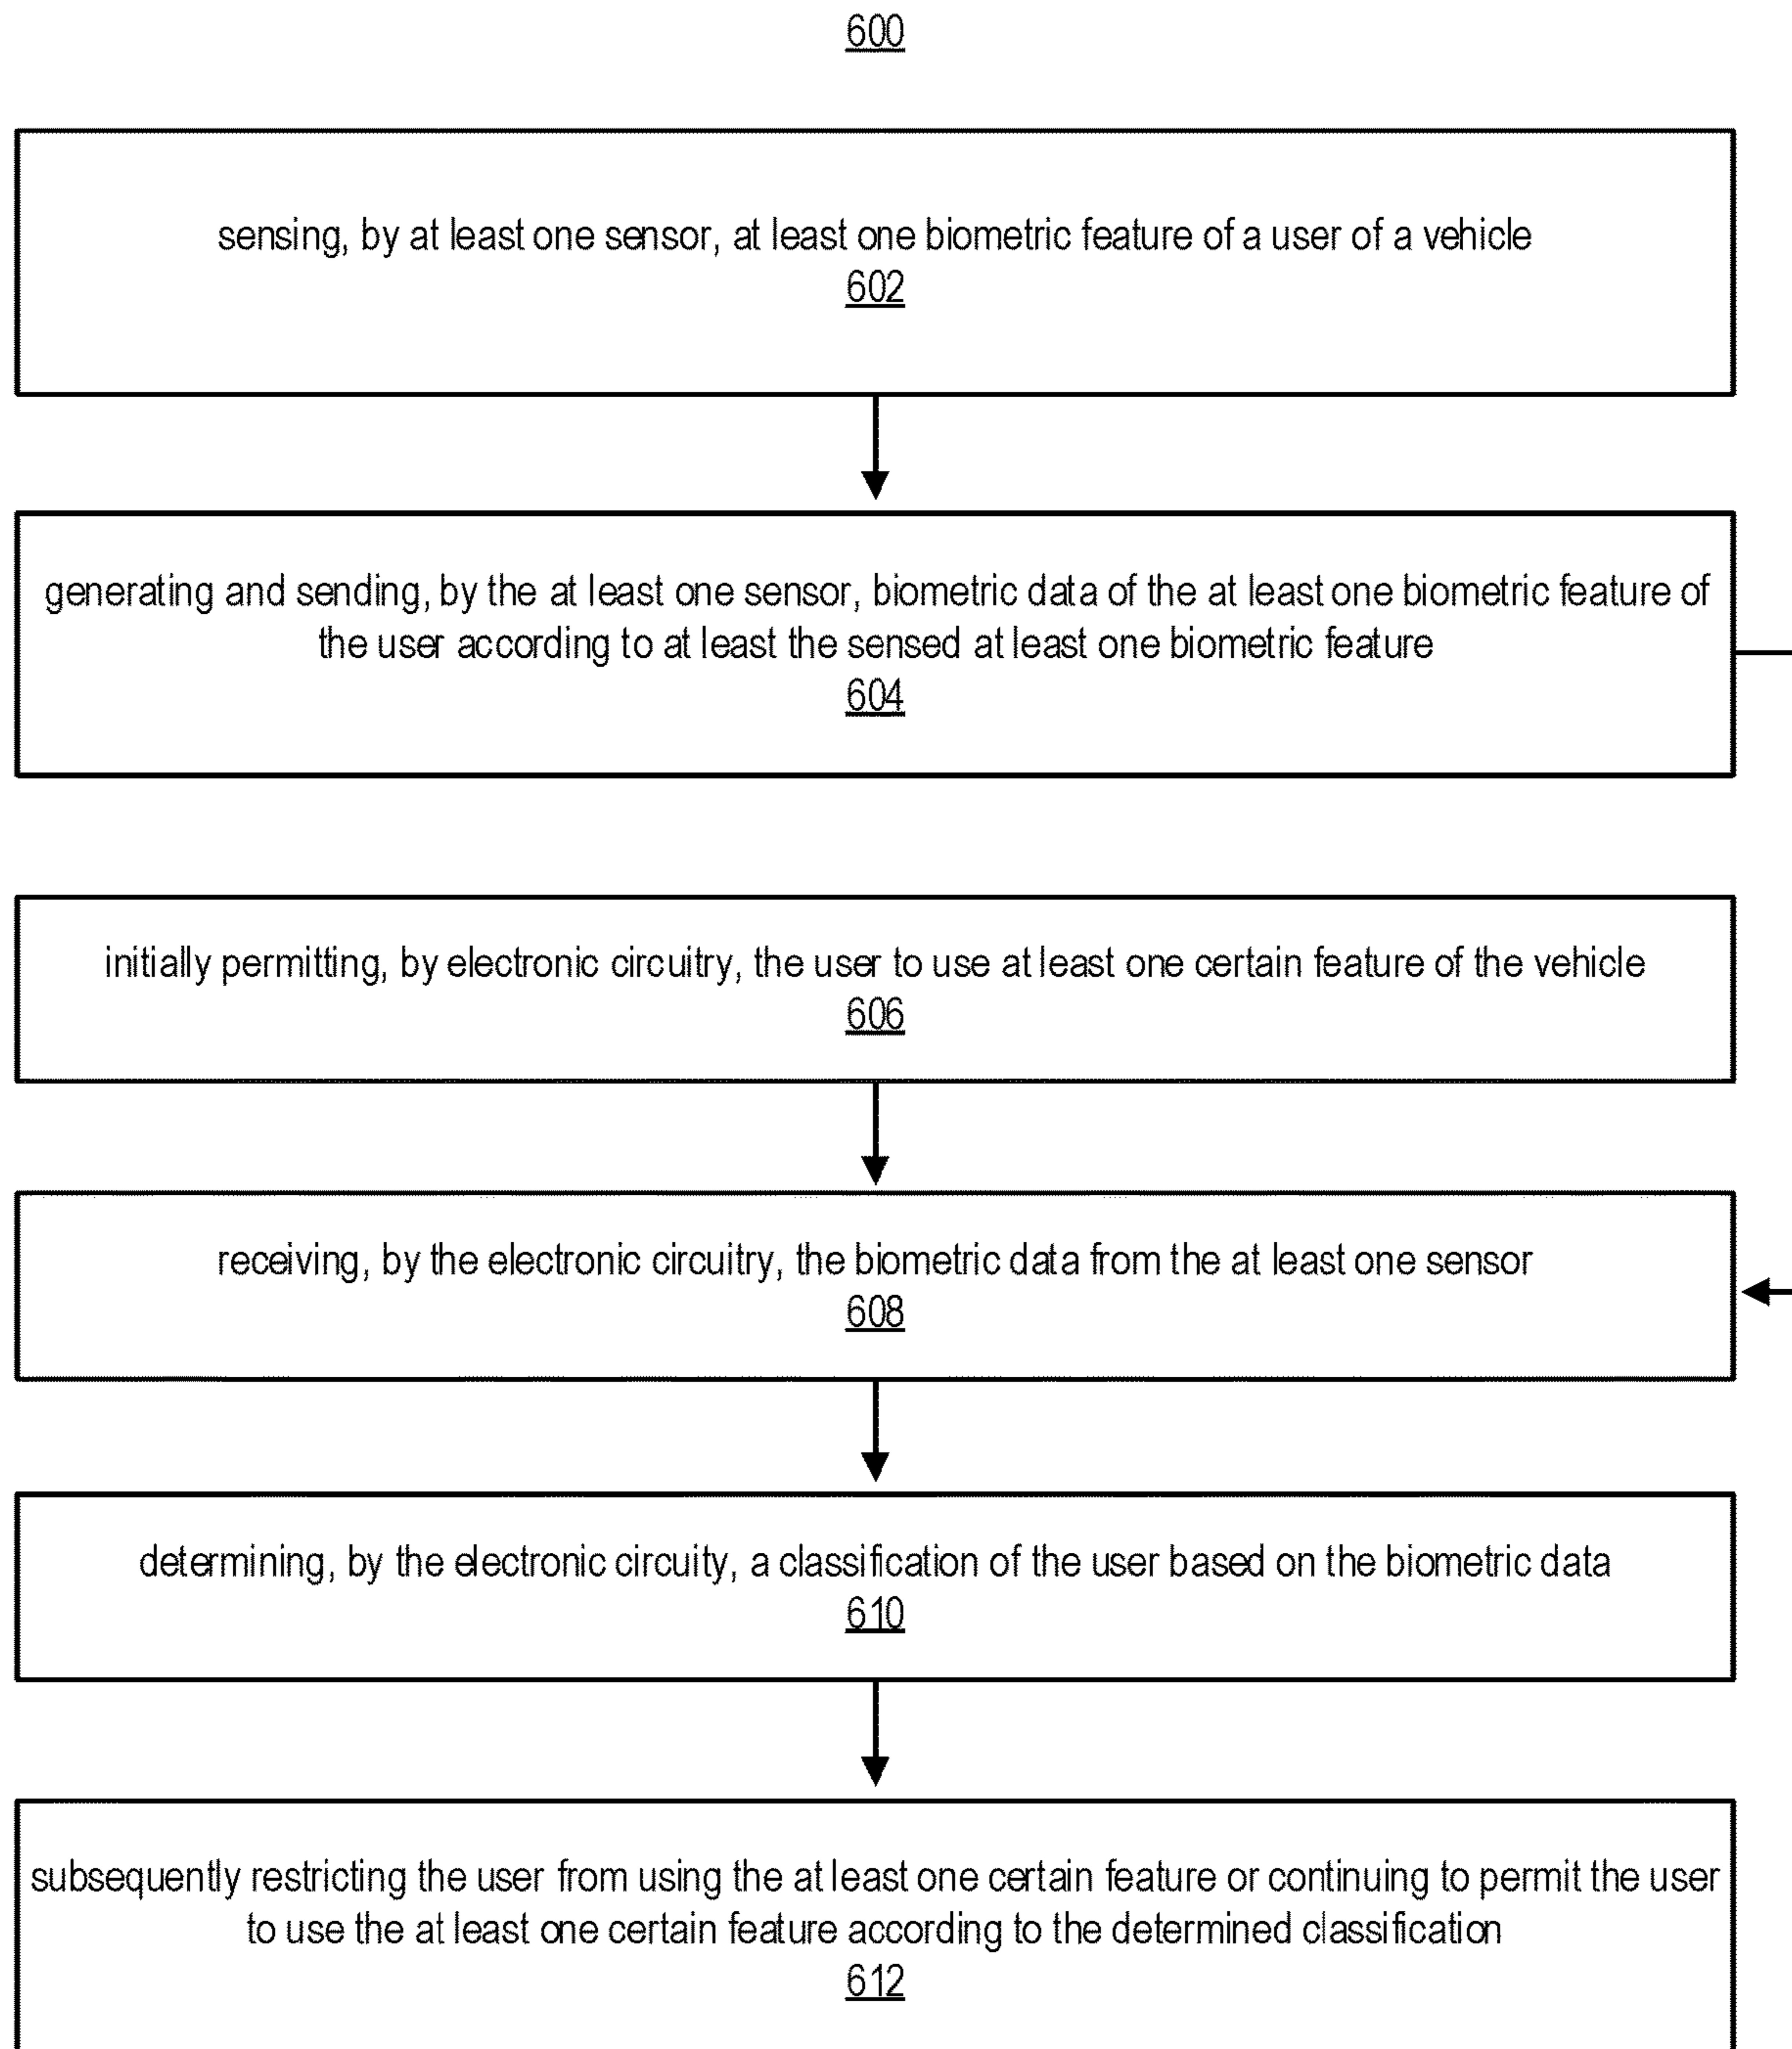 600
sensing, by at least one sensor, at least one biometric feature of a user of a vehicle
602
generating and sending, by the at least one sensor, biometric data of the at least one biometric feature of
the user according to at least the sensed at least one biometric feature
604
initially permitting, by electronic circuitry, the user to use at least one certain feature of the vehicle
606
receiving, by the electronic circuitry, the biometric data from the at least one sensor
608
determining, by the electronic circuity, a classification of the user based on the biometric data
610
subsequently restricting the user from using the at least one certain feature or continuing to permit the user
to use the at least one certain feature according to the determined classification
612